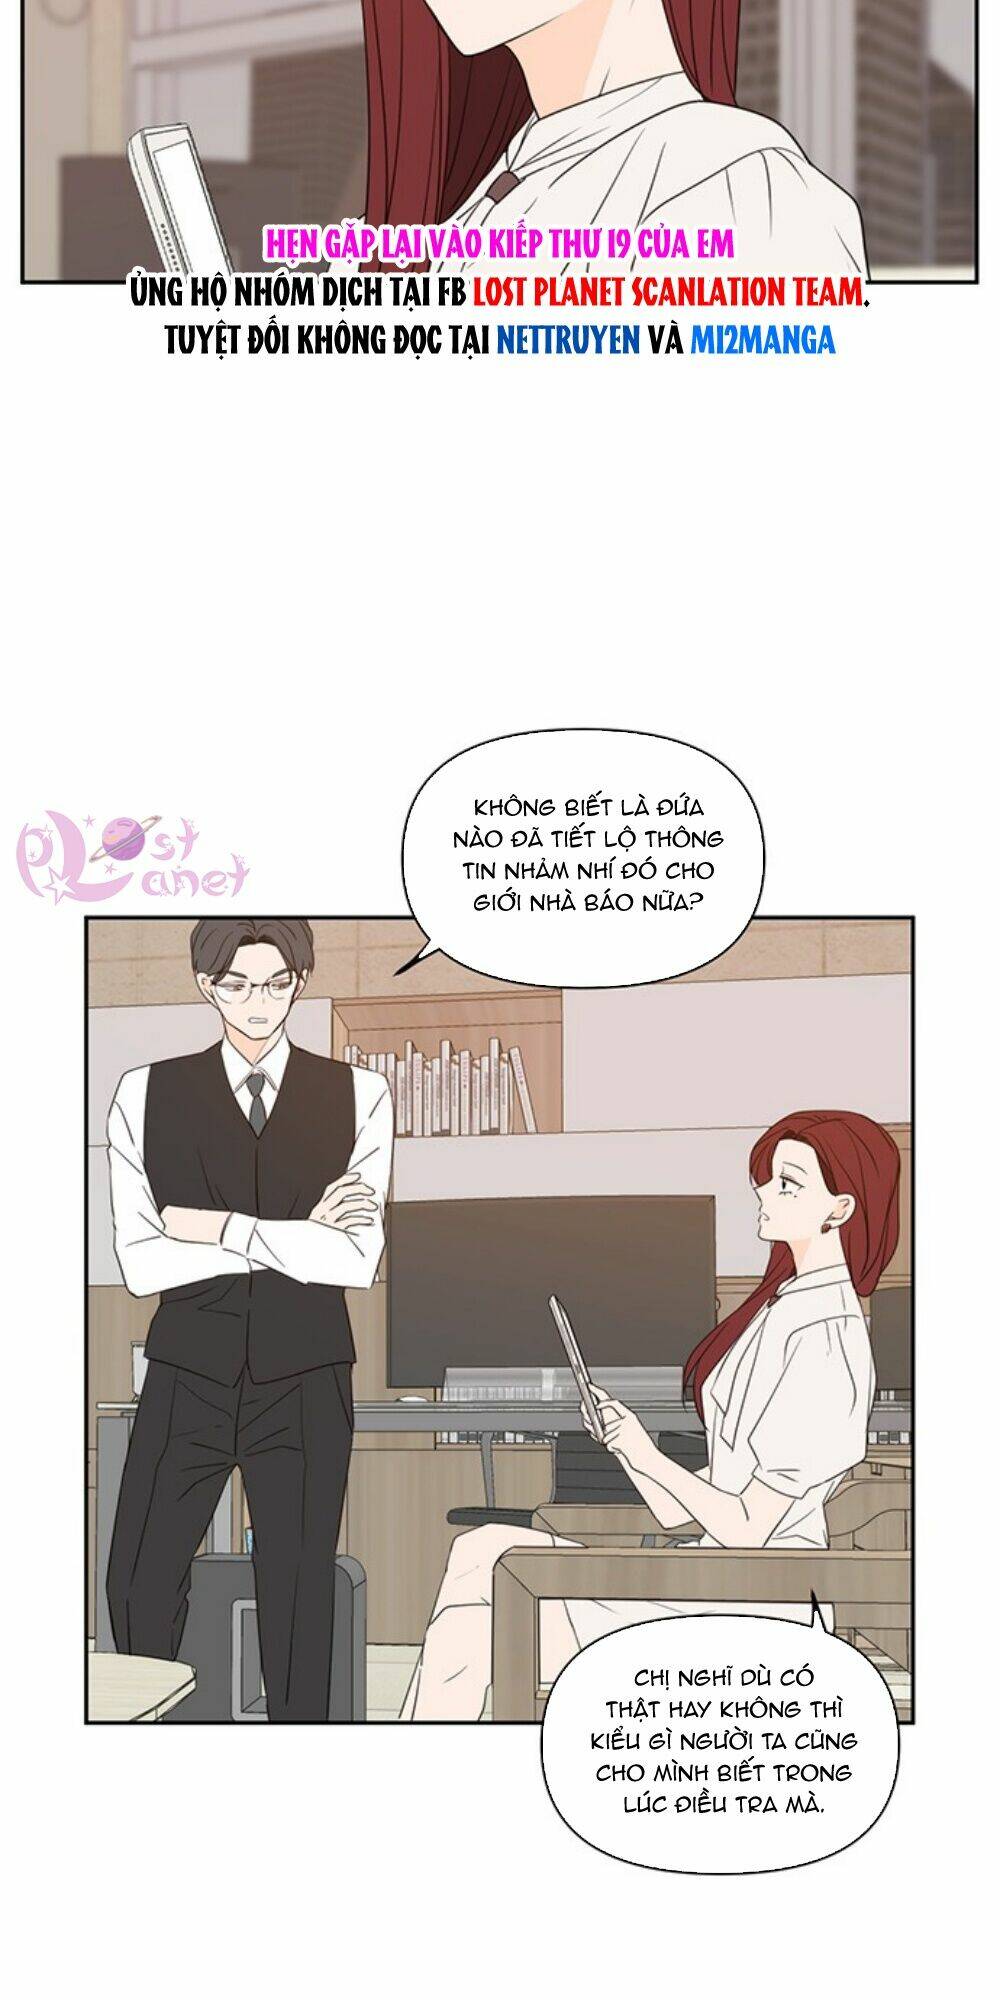 HẸN GẶP LẠI VÀO KIẾP THỨ 19 CỦA EM
ỦNG HỘ NHÓM DỊCH TẠI FB LOST PLANET SCANLATION TEAM.
TUYỆT ĐỐI KHÔNG ĐỌC TẠI NETTRUYEN VÀ MI2MANGA
KHÔNG BIẾT LÀ ĐỨA
NÀO ĐÃ TIẾT LỘ THÔNG
TIN NHẢM NHÍ ĐÓ CHO
GIỚI NHÀ BÁO NỮA?
Lost
Planet
CHỊ NGHĨ DÙ CÓ
THẬT HAY KHÔNG THÌ
KIỂU GÌ NGƯỜI TA CŨNG
CHO MÌNH BIẾT TRONG
LÚC ĐIỀU TRA MÀ.